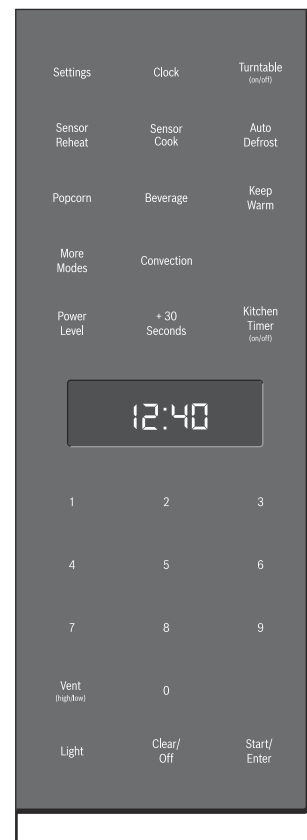 Settings
Clock
Turntable
(on/off)
Sensor
Reheat
Sensor
Cook
Auto
Defrost
Popcorn
Beverage
Keep
Warm
More
Modes
Convection
Power
Level
+ 30
Seconds
Kitchen
Timer
(on/off)
12:40
1
2
3
4
5
6
7
8
9
Vent
(high/low)
0
Light
Clear/
Off
Start/
Enter